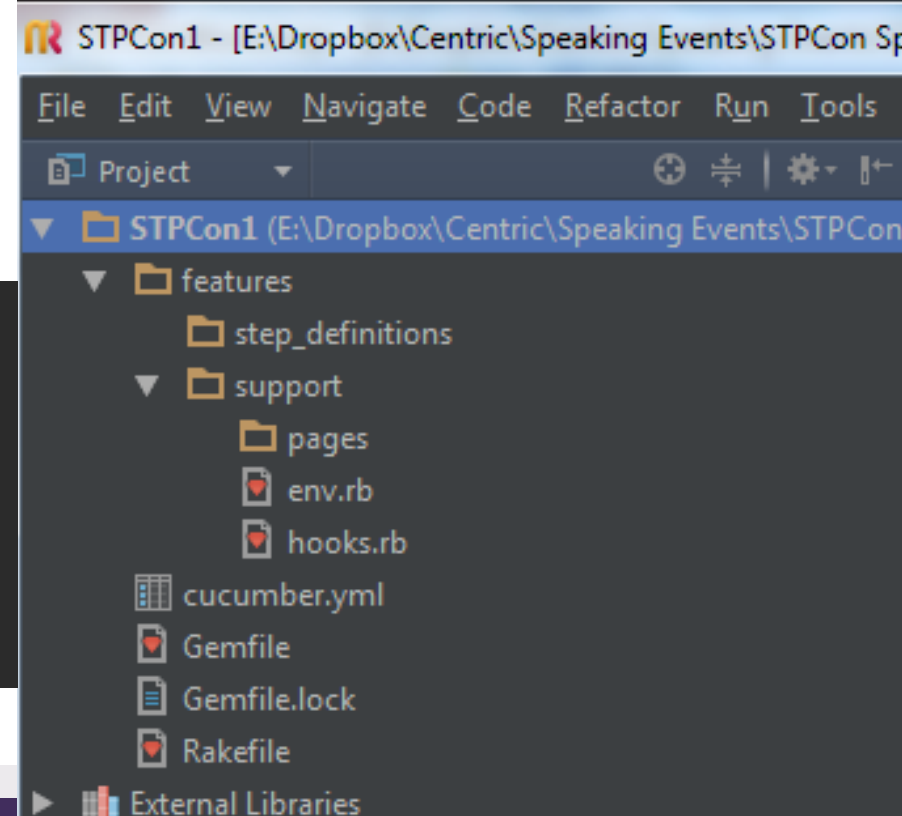 STPCon1 - [E:\Dropbox\Centric\Speaking Events\STPCon Sp
File Edit View Navigate Code Refactor Run Tools
Project
STPCon1 (E:\Dropbox\Centric\Speaking Events\STPCon
features
step_definitions
support
pages
env.rb
hooks.rb
cucumber.yml
Gemfile
Gemfile.lock
Rakefile
External Libraries